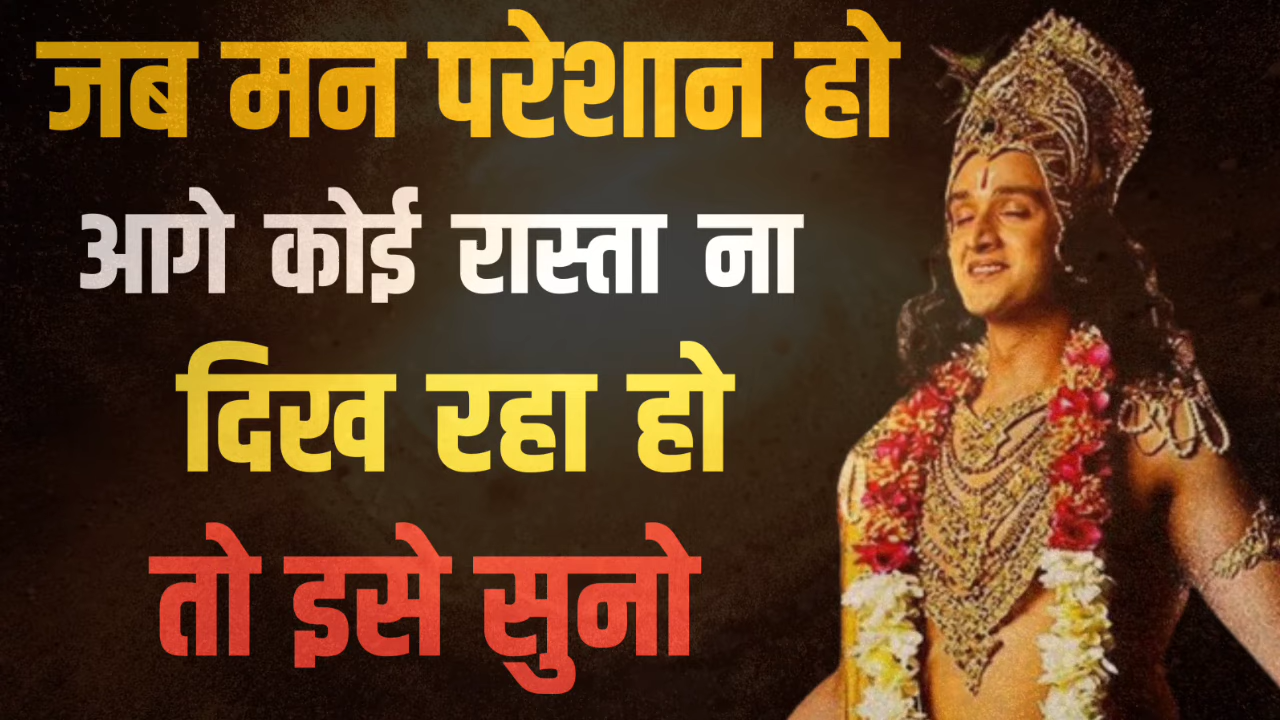 जब मन परेशान हो
आगे कोई रास्ता ना
दिख रहा हो
तो इसे सुनो